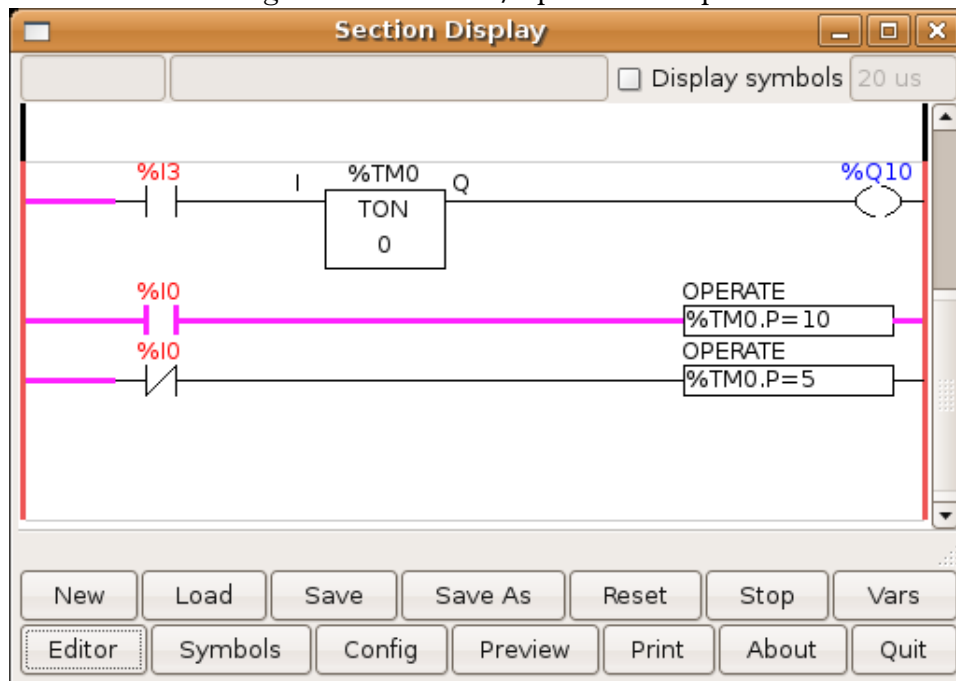 Section Display
Display symbols 20 us
%I3 %TM0 %Q10
I Q
TON
0
%I0 OPERATE
%TM0.P=10
%I0 OPERATE
%TM0.P=5
New Load Save Save As Reset Stop Vars
Editor Symbols Config Preview Print About Quit